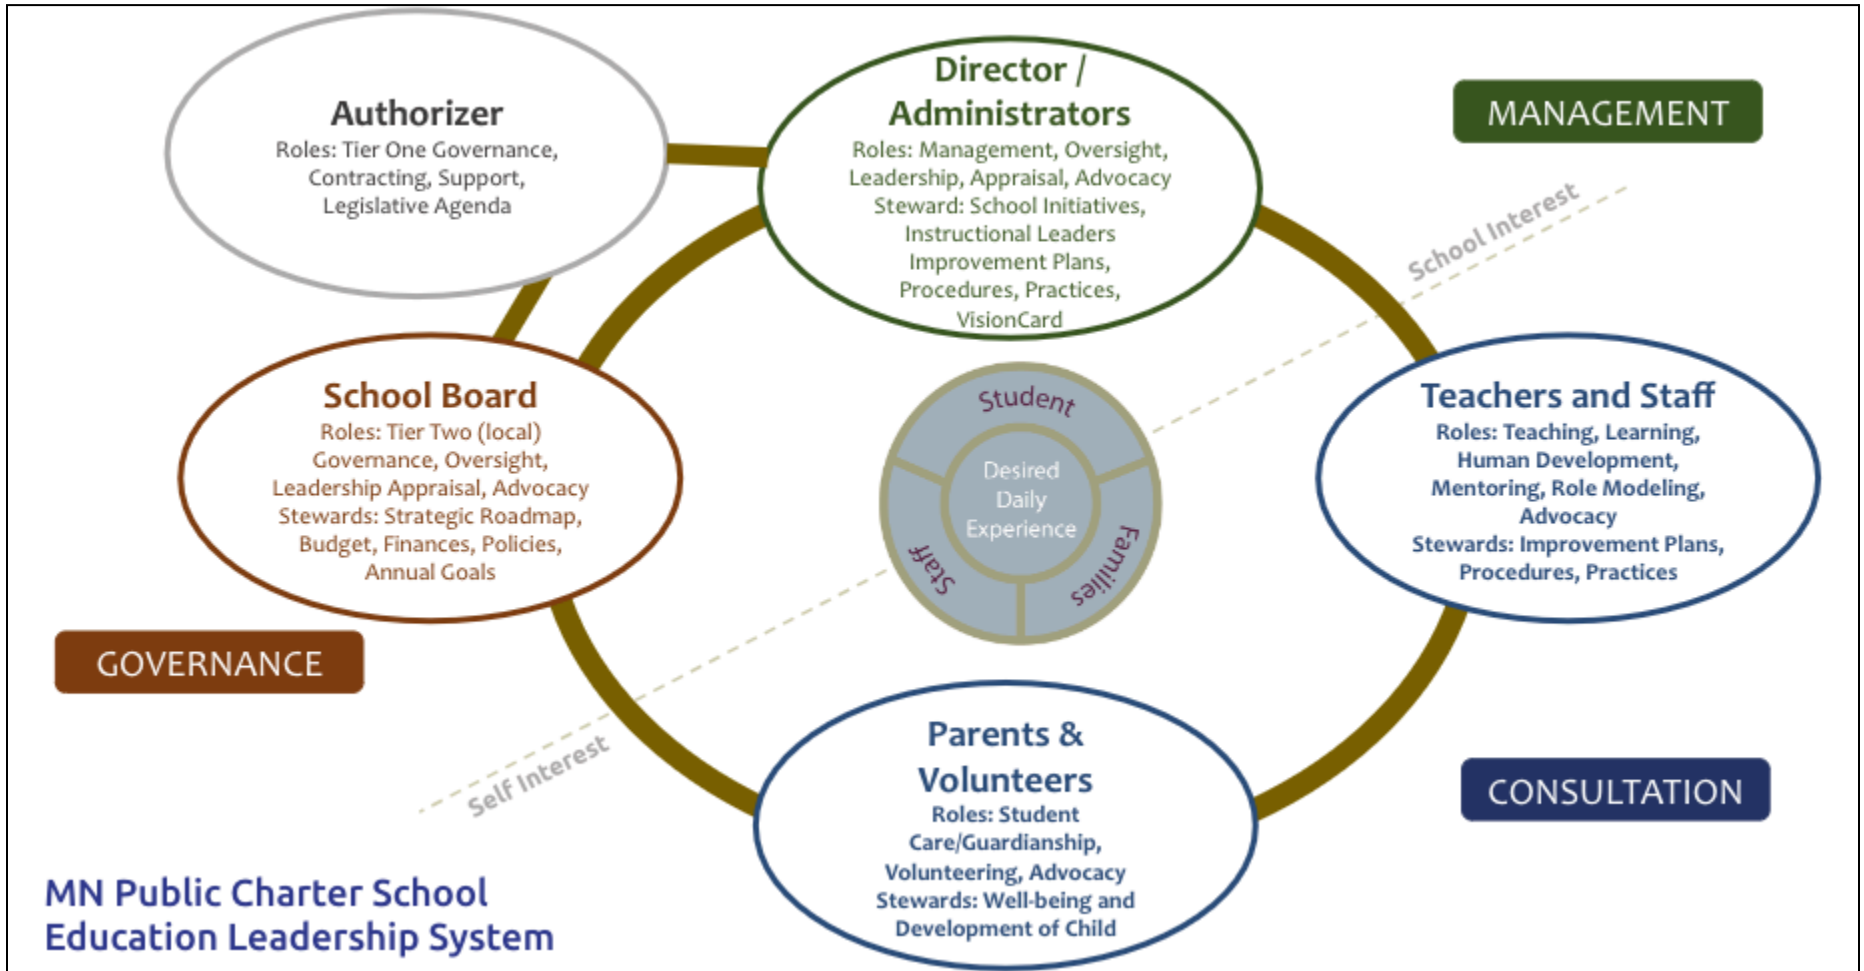 Authorizer
Roles: Tier One Governance,
Contracting, Support,
Legislative Agenda
Director /
Administrators
Roles: Management, Oversight,
Leadership, Appraisal, Advocacy
Steward: School Initiatives,
Instructional Leaders
Improvement Plans,
Procedures, Practices,
VisionCard
MANAGEMENT
School Interest
School Board
Roles: Tier Two (local)
Governance, Oversight,
Leadership Appraisal, Advocacy
Stewards: Strategic Roadmap,
Budget, Finances, Policies,
Annual Goals
Student
Desired
Daily
Experience
Staff
Families
Teachers and Staff
Roles: Teaching, Learning,
Human Development,
Mentoring, Role Modeling,
Advocacy
Stewards: Improvement Plans,
Procedures, Practices
GOVERNANCE
Self Interest
Parents &
Volunteers
Roles: Student
Care/Guardianship,
Volunteering, Advocacy
Stewards: Well-being and
Development of Child
CONSULTATION
MN Public Charter School
Education Leadership System